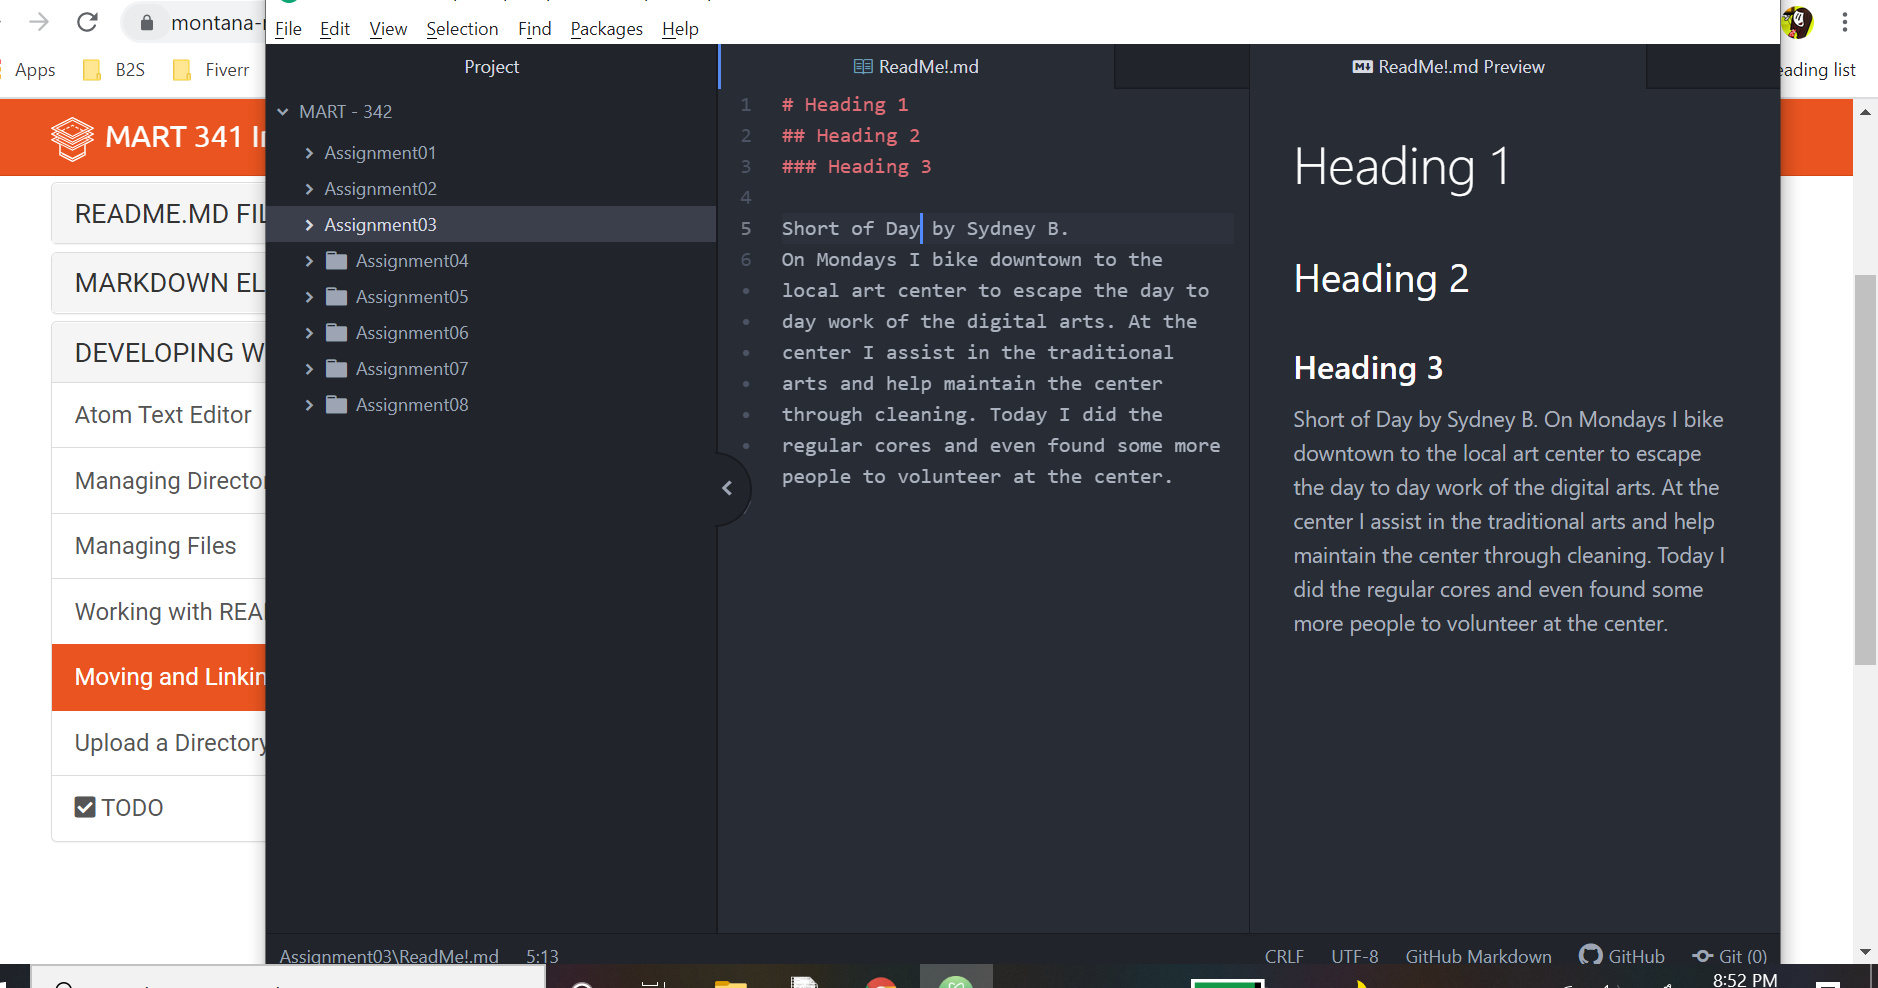 montana-
Apps B2S Fiverr
eading list
MART 341 I
README.MD FIL
MARKDOWN EL
DEVELOPING W
Atom Text Editor
Managing Directo
Managing Files
Working with REA
Moving and Linkin
Upload a Directory
TODO
File Edit View Selection Find Packages Help
Project
MART - 342
Assignment01
Assignment02
Assignment03
Assignment04
Assignment05
Assignment06
Assignment07
Assignment08
ReadMe!.md
1 # Heading 1
2 ## Heading 2
3 ### Heading 3
4
5 Short of Day by Sydney B.
6 On Mondays I bike downtown to the
local art center to escape the day to
day work of the digital arts. At the
center I assist in the traditional
arts and help maintain the center
through cleaning. Today I did the
regular cores and even found some more
people to volunteer at the center.
ReadMe!.md Preview
Heading 1
Heading 2
Heading 3
Short of Day by Sydney B. On Mondays I bike
downtown to the local art center to escape
the day to day work of the digital arts. At the
center I assist in the traditional arts and help
maintain the center through cleaning. Today I
did the regular cores and even found some
more people to volunteer at the center.
Assignment03\ReadMe!.md 5:13
CRLF UTF-8 GitHub Markdown GitHub Git (0)
8:52 PM